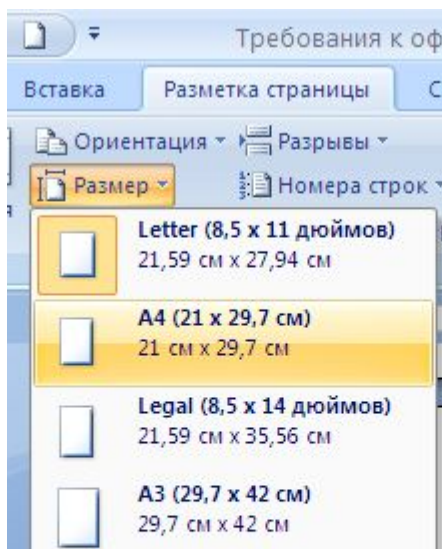 Требования к оф
Вставка Разметка страницы С
Ориентация Разрывы
Размер Номера строк
я
Letter (8,5 x 11 дюймов)
21,59 см x 27,94 см
A4 (21 x 29,7 см)
21 см x 29,7 см
Legal (8,5 x 14 дюймов)
21,59 см x 35,56 см
A3 (29,7 x 42 см)
29,7 см x 42 см